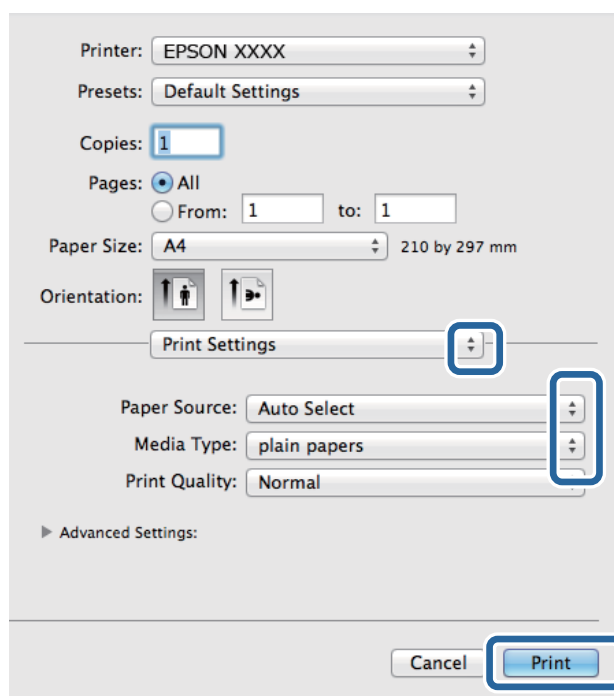 Printer: EPSON XXXX
Presets: Default Settings
Copies: 1
Pages: All
From: 1 to: 1
Paper Size: A4 210 by 297 mm
Orientation:
Print Settings
Paper Source: Auto Select
Media Type: plain papers
Print Quality: Normal
Advanced Settings:
Cancel Print